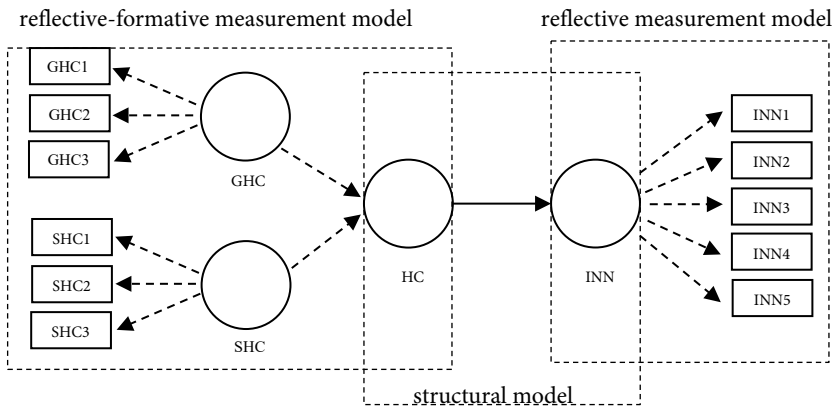 reflective-formative measurement model
reflective measurement model
GHC1
GHC2
GHC3
GHC
SHC1
SHC2
SHC3
SHC
HC
INN
INN1
INN2
INN3
INN4
INN5
structural model